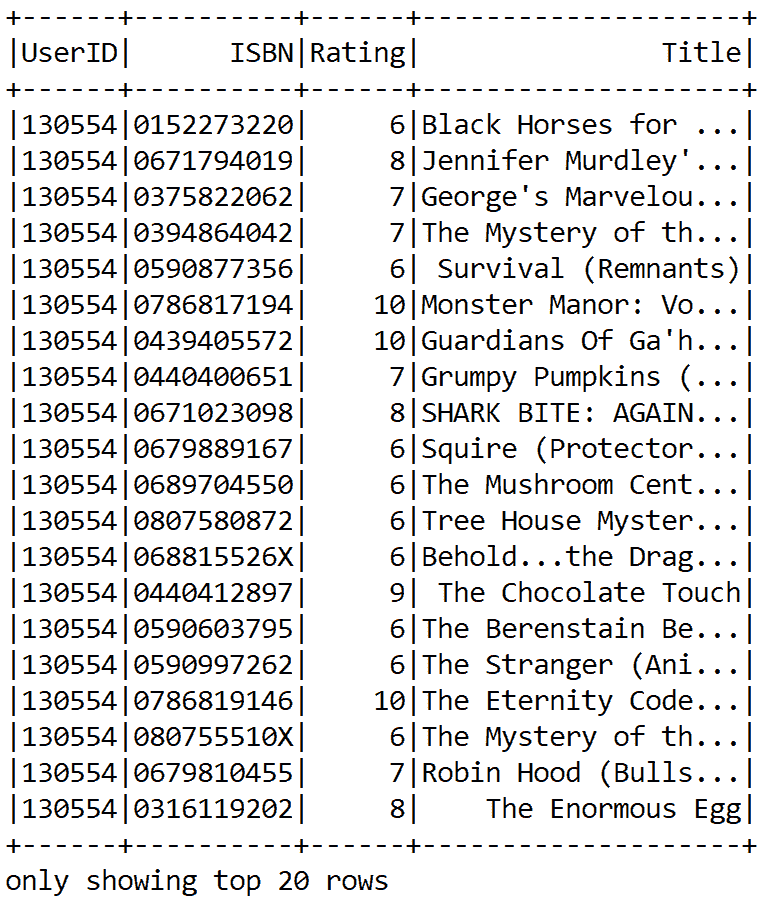 +------+----------+------+--------------------+
|UserID|      ISBN|Rating|               Title|
+------+----------+------+--------------------+
|130554|0152273220|     6|Black Horses for ...|
|130554|0671794019|     8|Jennifer Murdley'...|
|130554|0375822062|     7|George's Marvelou...|
|130554|0394864042|     7|The Mystery of th...|
|130554|0590877356|     6| Survival (Remnants)|
|130554|0786817194|    10|Monster Manor: Vo...|
|130554|0439405572|    10|Guardians Of Ga'h...|
|130554|0440400651|     7|Grumpy Pumpkins (...|
|130554|0671023098|     8|SHARK BITE: AGAIN...|
|130554|0679889167|     6|Squire (Protector...|
|130554|0689704550|     6|The Mushroom Cent...|
|130554|0807580872|     6|Tree House Myster...|
|130554|068815526X|     6|Behold...the Drag...|
|130554|0440412897|     9| The Chocolate Touch|
|130554|0590603795|     6|The Berenstain Be...|
|130554|0590997262|     6|The Stranger (Ani...|
|130554|0786819146|    10|The Eternity Code...|
|130554|080755510X|     6|The Mystery of th...|
|130554|0679810455|     7|Robin Hood (Bulls...|
|130554|0316119202|     8|    The Enormous Egg|
+------+----------+------+--------------------+
only showing top 20 rows